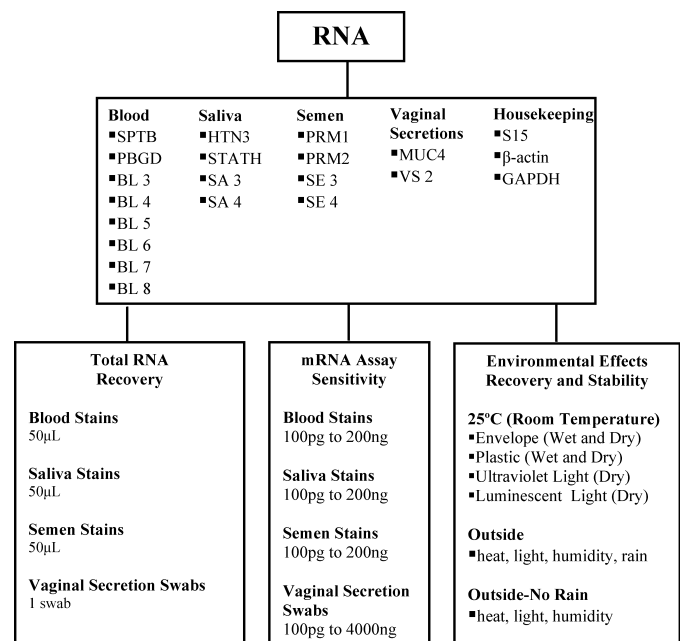 RNA
Blood
▪SPTB
▪PBGD
▪BL 3
▪BL 4
▪BL 5
▪BL 6
▪BL 7
▪BL 8
Saliva
▪HTN3
▪STATH
▪SA 3
▪SA 4
Semen
▪PRM1
▪PRM2
▪SE 3
▪SE 4
Vaginal
Secretions
▪MUC4
▪VS 2
Housekeeping
▪S15
▪β-actin
▪GAPDH
Total RNA
Recovery
Blood Stains
50µL
Saliva Stains
50µL
Semen Stains
50µL
Vaginal Secretion Swabs
1 swab
mRNA Assay
Sensitivity
Blood Stains
100pg to 200ng
Saliva Stains
100pg to 200ng
Semen Stains
100pg to 200ng
Vaginal Secretion
Swabs
100pg to 4000ng
Environmental Effects
Recovery and Stability
25ºC (Room Temperature)
▪Envelope (Wet and Dry)
▪Plastic (Wet and Dry)
▪Ultraviolet Light (Dry)
▪Luminescent Light (Dry)
Outside
▪heat, light, humidity, rain
Outside-No Rain
▪heat, light, humidity